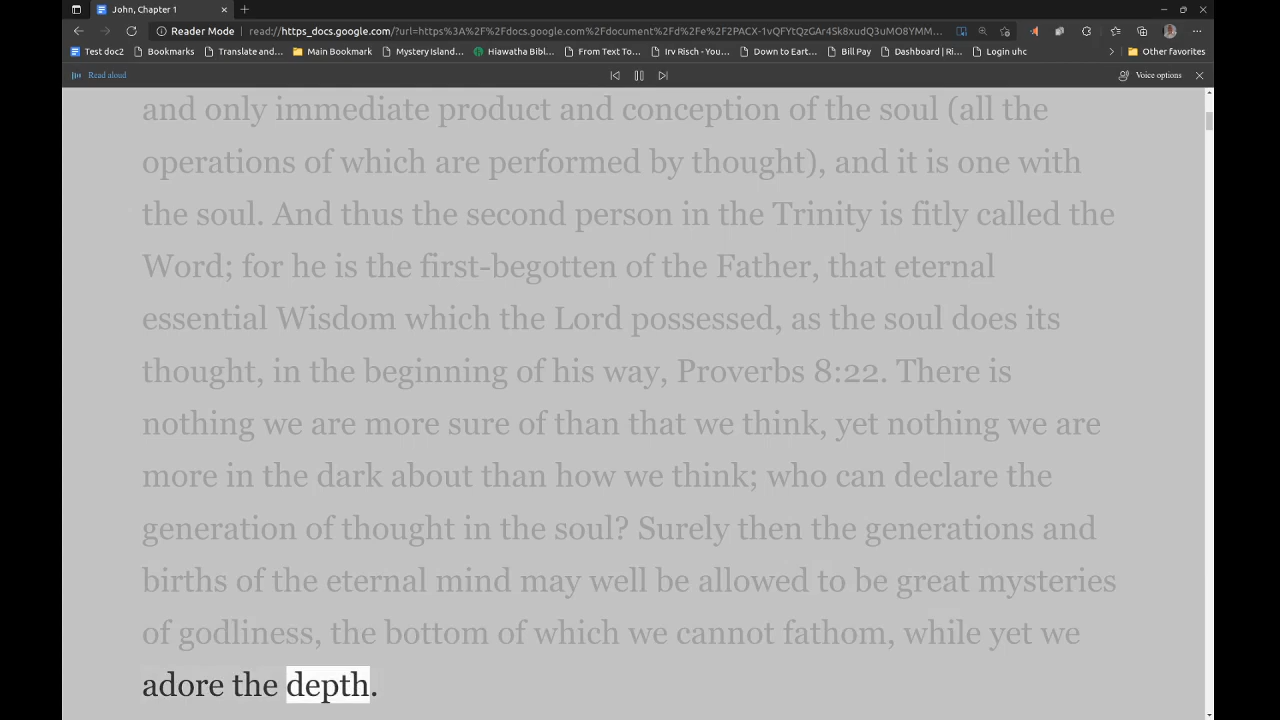 John, Chapter 1
Reader Mode
read://https_docs.google.com/?url=https%3A%2F%2Fdocs.google.com%2Fdocument%2Fd%2Fe%2F2PACX-1vQFYtQzGAr4Sk8xudQ3uMO8YMM...
Test doc2
Bookmarks
Translate and...
Main Bookmark
Mystery Island...
Hiawatha Bibl...
From Text To...
Irv Risch - You...
Down to Eart...
Bill Pay
Dashboard | Ri...
Login uhc
Other favorites
Read aloud
Voice options
and only immediate product and conception of the soul (all the
operations of which are performed by thought), and it is one with
the soul. And thus the second person in the Trinity is fitly called the
Word; for he is the first-begotten of the Father, that eternal
essential Wisdom which the Lord possessed, as the soul does its
thought, in the beginning of his way, Proverbs 8:22. There is
nothing we are more sure of than that we think, yet nothing we are
more in the dark about than how we think; who can declare the
generation of thought in the soul? Surely then the generations and
births of the eternal mind may well be allowed to be great mysteries
of godliness, the bottom of which we cannot fathom, while yet we
adore the depth.